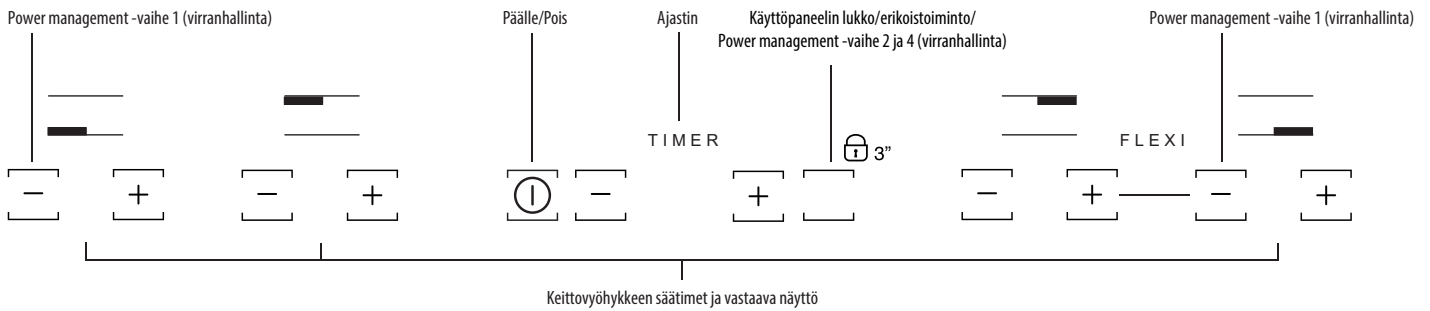 Power management -vaihe 1 (virranhallinta)
Päälle/Pois
Ajastin
Käyttöpaneelin lukko/erikoistoiminto/
Power management -vaihe 2 ja 4 (virranhallinta)
Power management -vaihe 1 (virranhallinta)
TIMER
3”
FLEXI
− + − + − + − + − +
Keittovyöhykkeen säätimet ja vastaava näyttö